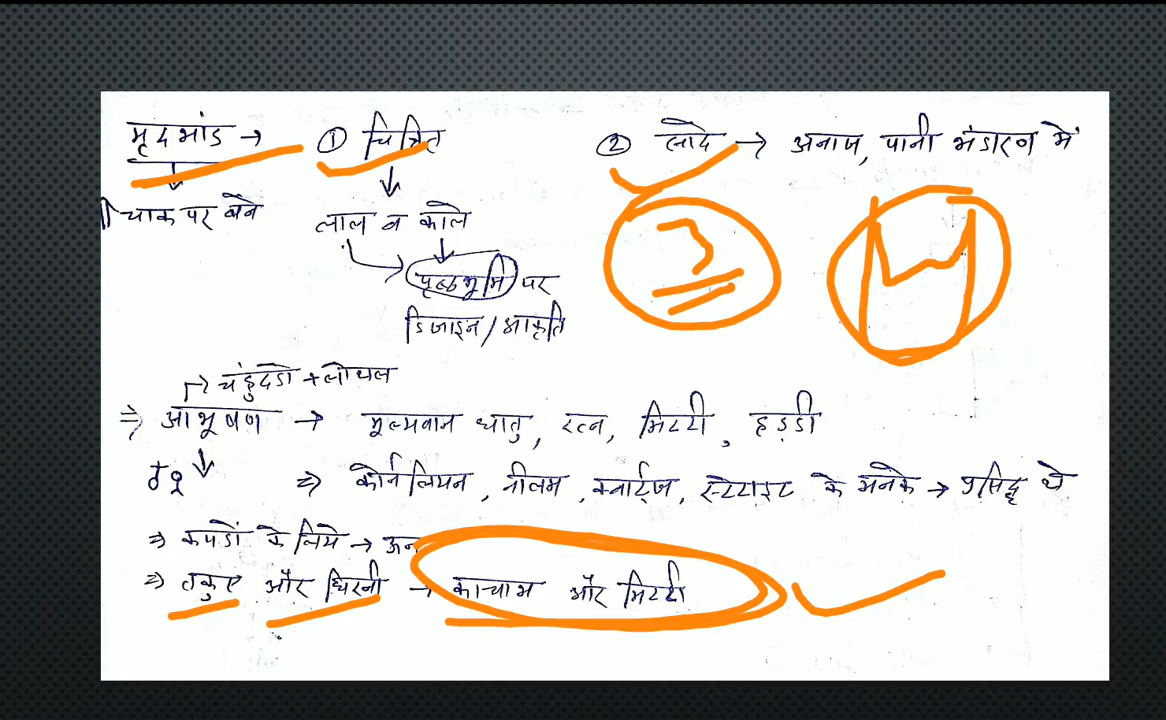 मृदभांड → ① चित्रित ② लादे → अनाज, पानी भंडारण में
चाक पर बने
लाल व काले
पृष्ठभूमि पर
डिजाइन/आकृति
→ चंहुदडो + लोथल
⇒ आभूषण → मूल्यवान धातु, रत्न, मिट्टी, हड्डी
⇒ कोर्नेलियन, नीलम, क्वार्ट्ज, स्टेटाइट के मनके → प्रसिद्ध थे
⇒ कपडों के लिये → ऊन
⇒ तकुए और घिरनी → काचाभ और मिटटी